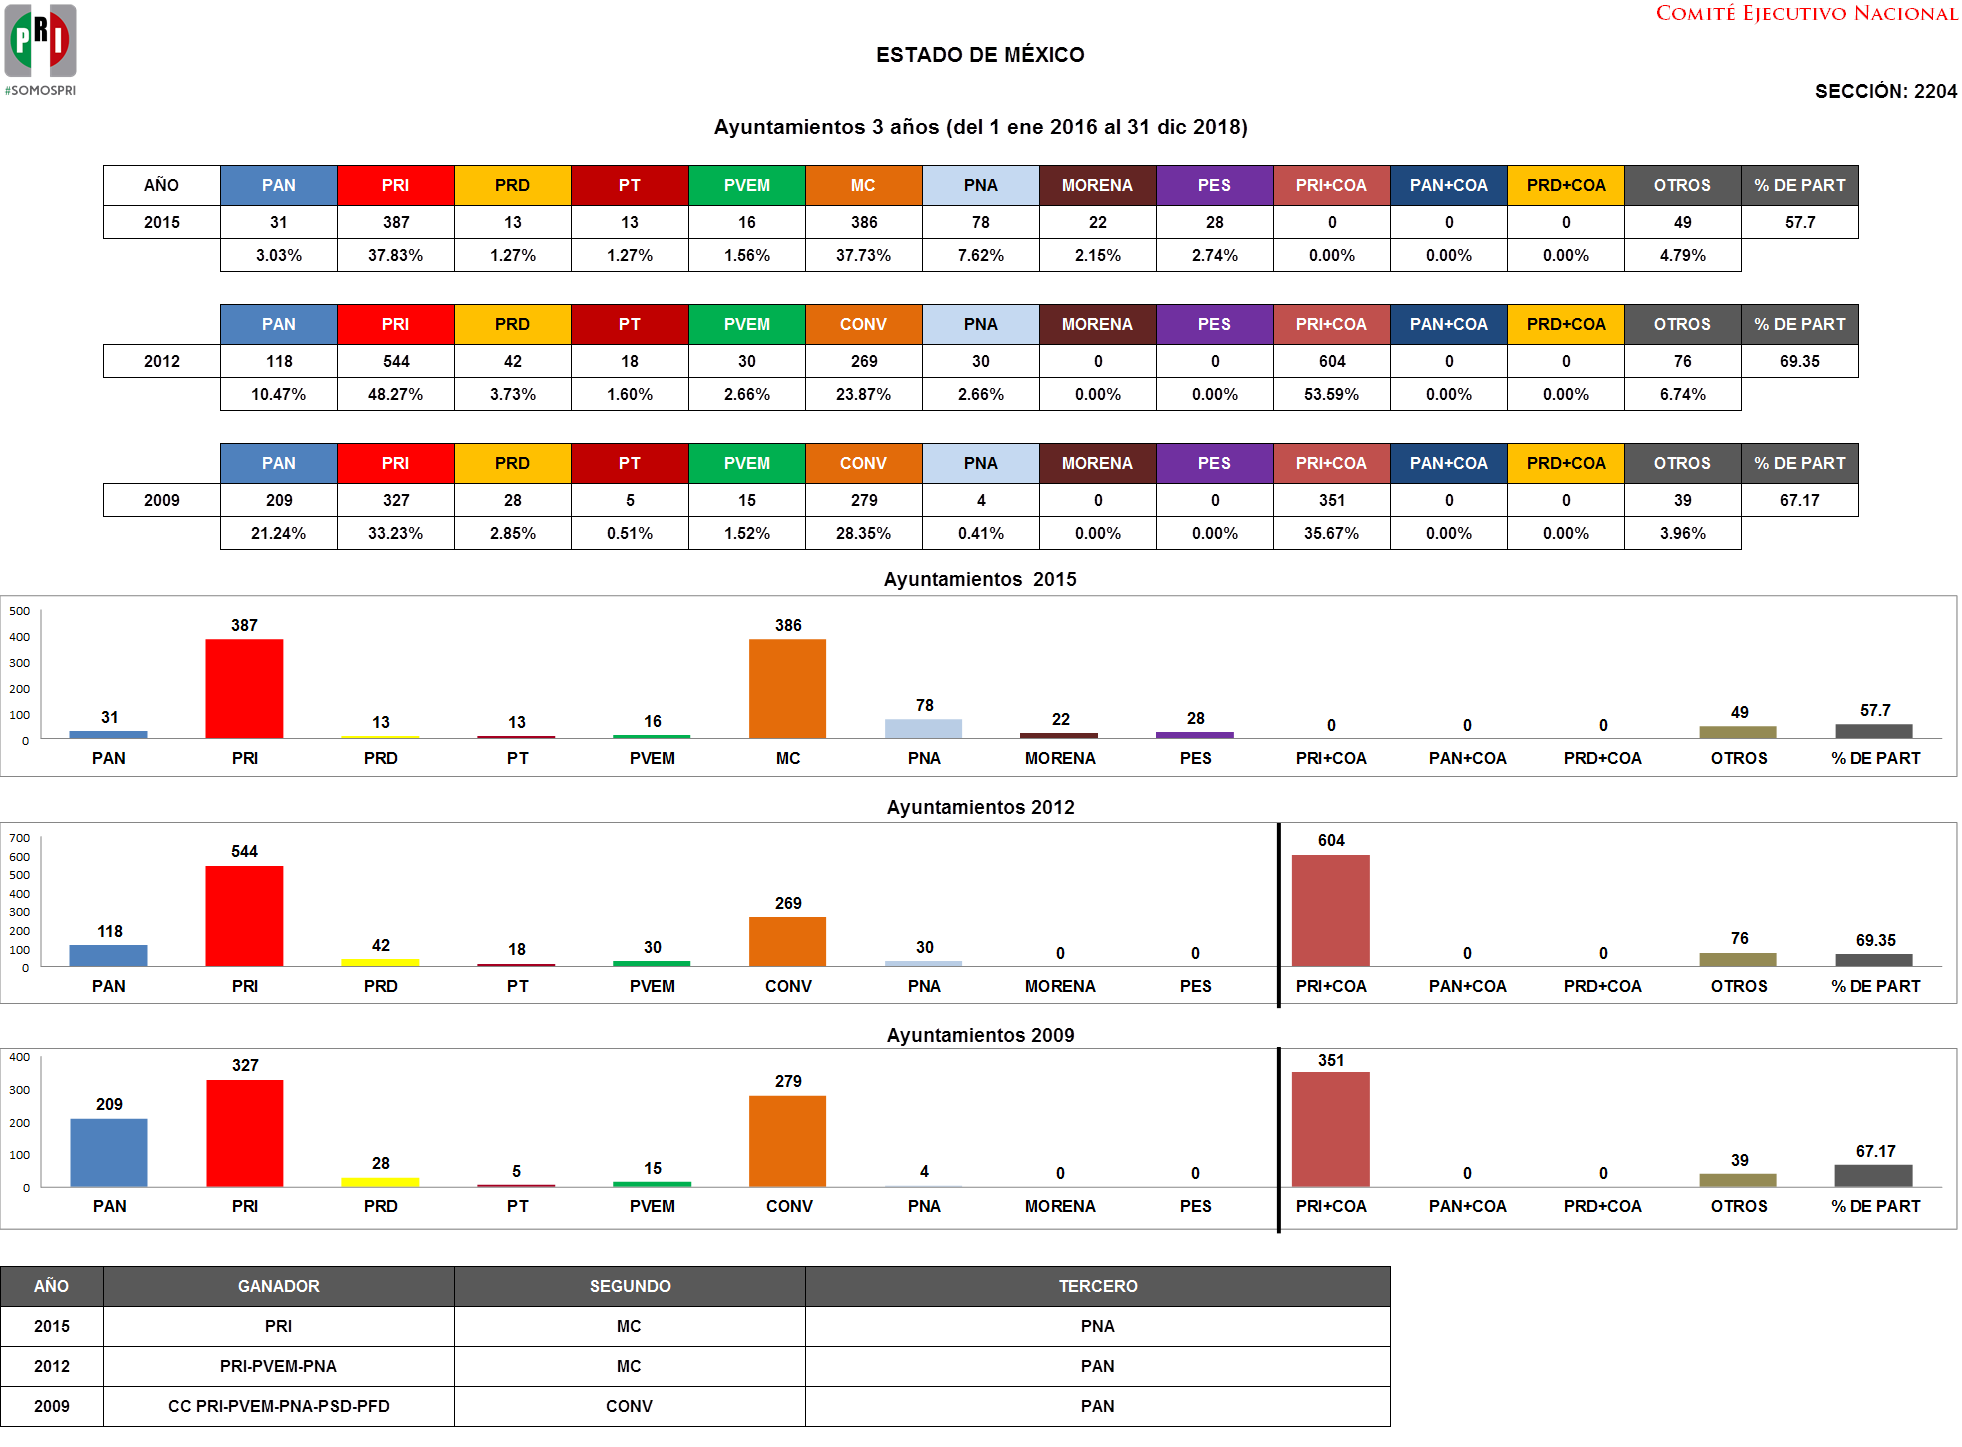 PRI
#SOMOSPRI
COMITÉ EJECUTIVO NACIONAL
ESTADO DE MÉXICO
SECCIÓN: 2204
Ayuntamientos 3 años (del 1 ene 2016 al 31 dic 2018)
AÑO PAN PRI PRD PT PVEM MC PNA MORENA PES PRI+COA PAN+COA PRD+COA OTROS % DE PART
2015 31 387 13 13 16 386 78 22 28 0 0 0 49 57.7
3.03% 37.83% 1.27% 1.27% 1.56% 37.73% 7.62% 2.15% 2.74% 0.00% 0.00% 0.00% 4.79%
PAN PRI PRD PT PVEM CONV PNA MORENA PES PRI+COA PAN+COA PRD+COA OTROS % DE PART
2012 118 544 42 18 30 269 30 0 0 604 0 0 76 69.35
10.47% 48.27% 3.73% 1.60% 2.66% 23.87% 2.66% 0.00% 0.00% 53.59% 0.00% 0.00% 6.74%
PAN PRI PRD PT PVEM CONV PNA MORENA PES PRI+COA PAN+COA PRD+COA OTROS % DE PART
2009 209 327 28 5 15 279 4 0 0 351 0 0 39 67.17
21.24% 33.23% 2.85% 0.51% 1.52% 28.35% 0.41% 0.00% 0.00% 35.67% 0.00% 0.00% 3.96%
Ayuntamientos 2015
500
400
300
200
100
0
31 387 13 13 16 386 78 22 28 0 0 0 49 57.7
PAN PRI PRD PT PVEM MC PNA MORENA PES PRI+COA PAN+COA PRD+COA OTROS % DE PART
Ayuntamientos 2012
700
600
500
400
300
200
100
0
118 544 42 18 30 269 30 0 0 604 0 0 76 69.35
PAN PRI PRD PT PVEM CONV PNA MORENA PES PRI+COA PAN+COA PRD+COA OTROS % DE PART
Ayuntamientos 2009
400
300
200
100
0
209 327 28 5 15 279 4 0 0 351 0 0 39 67.17
PAN PRI PRD PT PVEM CONV PNA MORENA PES PRI+COA PAN+COA PRD+COA OTROS % DE PART
AÑO GANADOR SEGUNDO TERCERO
2015 PRI MC PNA
2012 PRI-PVEM-PNA MC PAN
2009 CC PRI-PVEM-PNA-PSD-PFD CONV PAN